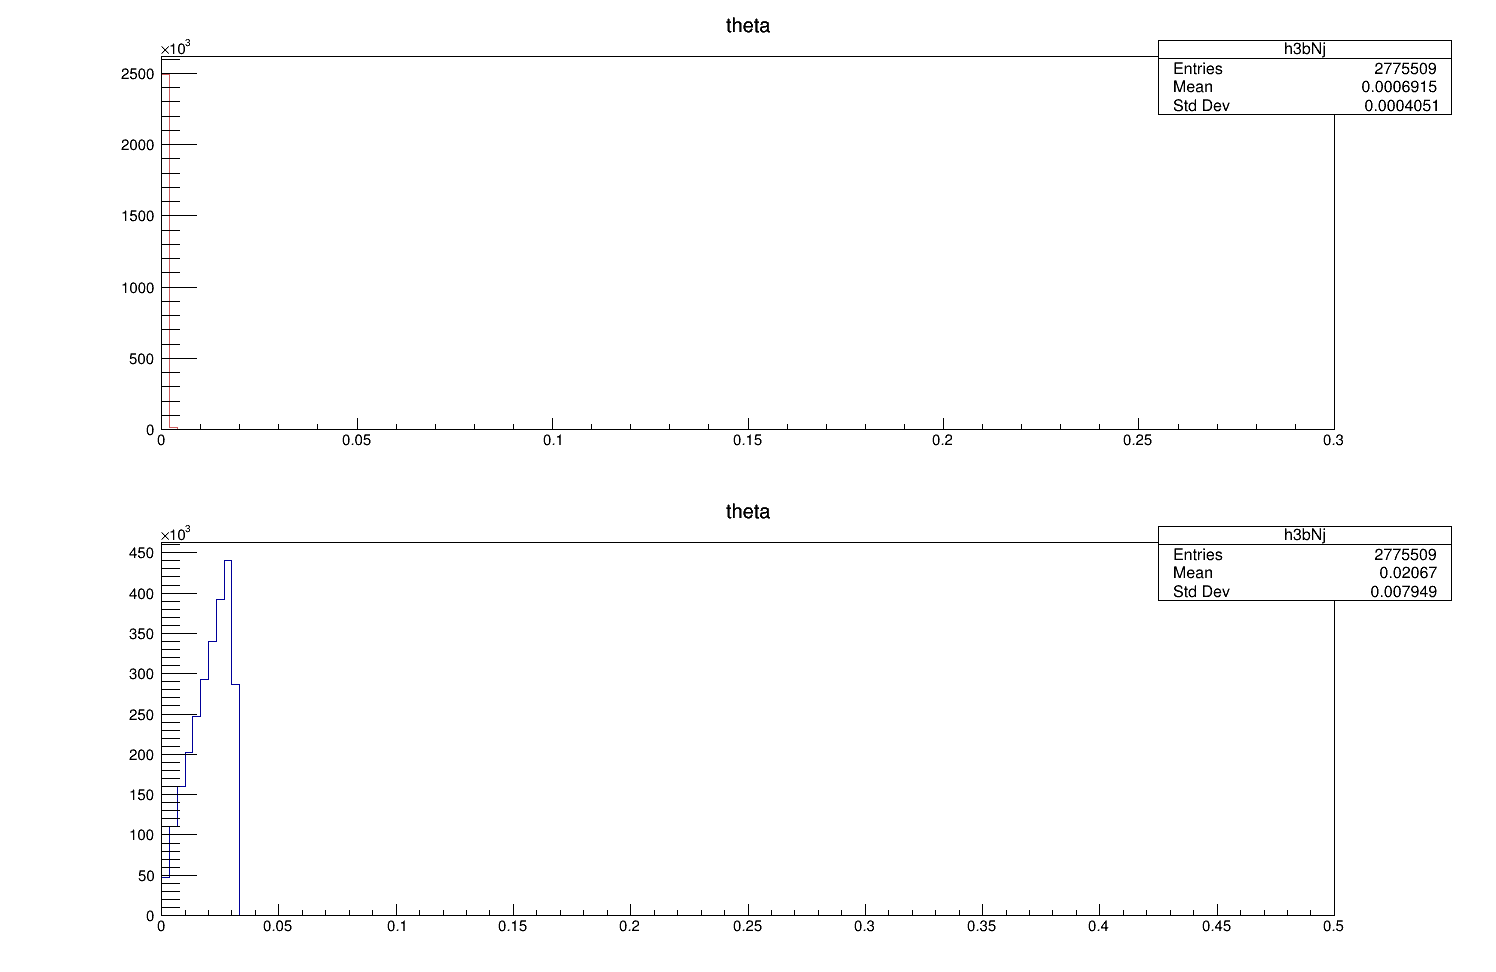 theta
×10³
h3bNj
Entries 2775509
Mean 0.0006915
Std Dev 0.0004051
2500
2000
1500
1000
500
0
0 0.05 0.1 0.15 0.2 0.25 0.3
theta
×10³
h3bNj
Entries 2775509
Mean 0.02067
Std Dev 0.007949
450
400
350
300
250
200
150
100
50
0
0 0.05 0.1 0.15 0.2 0.25 0.3 0.35 0.4 0.45 0.5